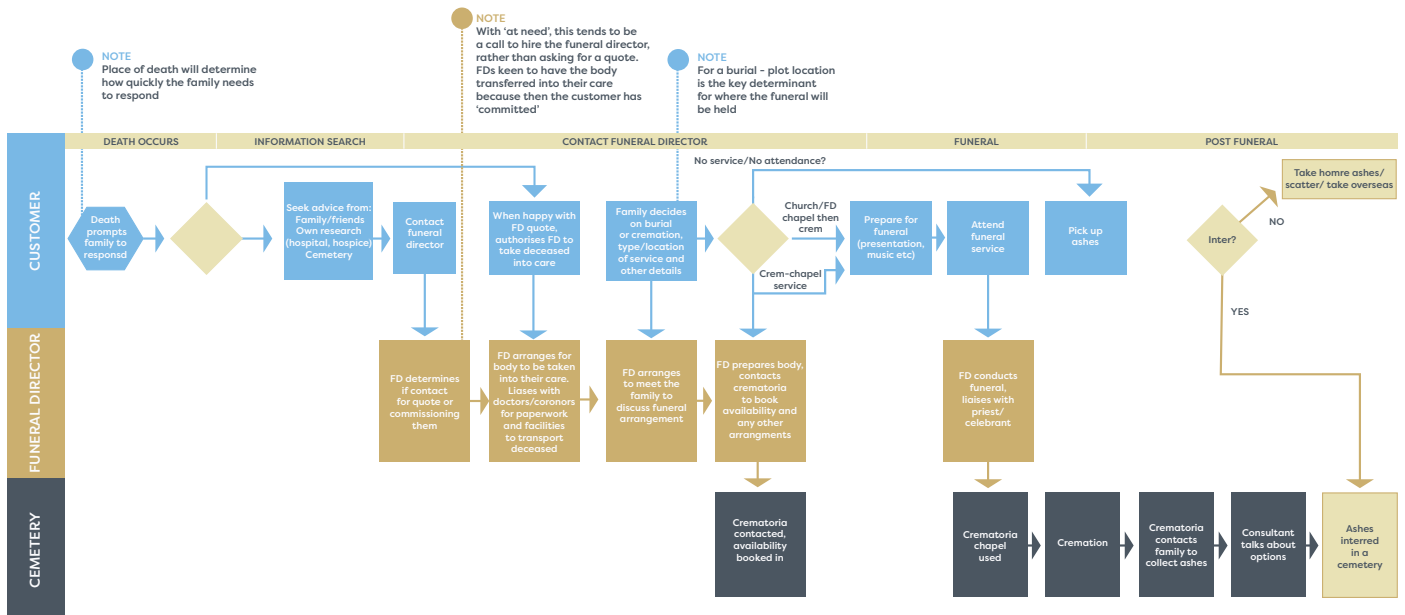 NOTE
With ‘at need’, this tends to be
a call to hire the funeral director,
rather than asking for a quote.
FDs keen to have the body
transferred into their care
because then the customer has
‘committed’
NOTE
Place of death will determine
how quickly the family needs
to respond
NOTE
For a burial - plot location
is the key determinant
for where the funeral will
be held
DEATH OCCURS
INFORMATION SEARCH
CONTACT FUNERAL DIRECTOR
FUNERAL
POST FUNERAL
CUSTOMER
Death
prompts
family to
responsd
Seek advice from:
Family/friends
Own research
(hospital, hospice)
Cemetery
Contact
funeral
director
When happy with
FD quote,
authorises FD to
take deceased
into care
Family decides
on burial
or cremation,
type/location
of service and
other details
No service/No attendance?
Church/FD
chapel then
crem
Crem-chapel
service
Prepare for
funeral
(presentation,
music etc)
Attend
funeral
service
Pick up
ashes
Inter?
NO
YES
Take homre ashes/
scatter/ take overseas
FUNERAL DIRECTOR
FD determines
if contact
for quote or
commissioning
them
FD arranges for
body to be taken
into their care.
Liases with
doctors/coronors
for paperwork
and facilities
to transport
deceased
FD arranges
to meet the
family to
discuss funeral
arrangement
FD prepares body,
contacts
crematoria
to book
availability and
any other
arrangments
FD conducts
funeral,
liaises with
priest/
celebrant
CEMETERY
Crematoria
contacted,
availability
booked in
Crematoria
chapel
used
Cremation
Crematoria
contacts
family to
collect ashes
Consultant
talks about
options
Ashes
interred
in a
cemetery